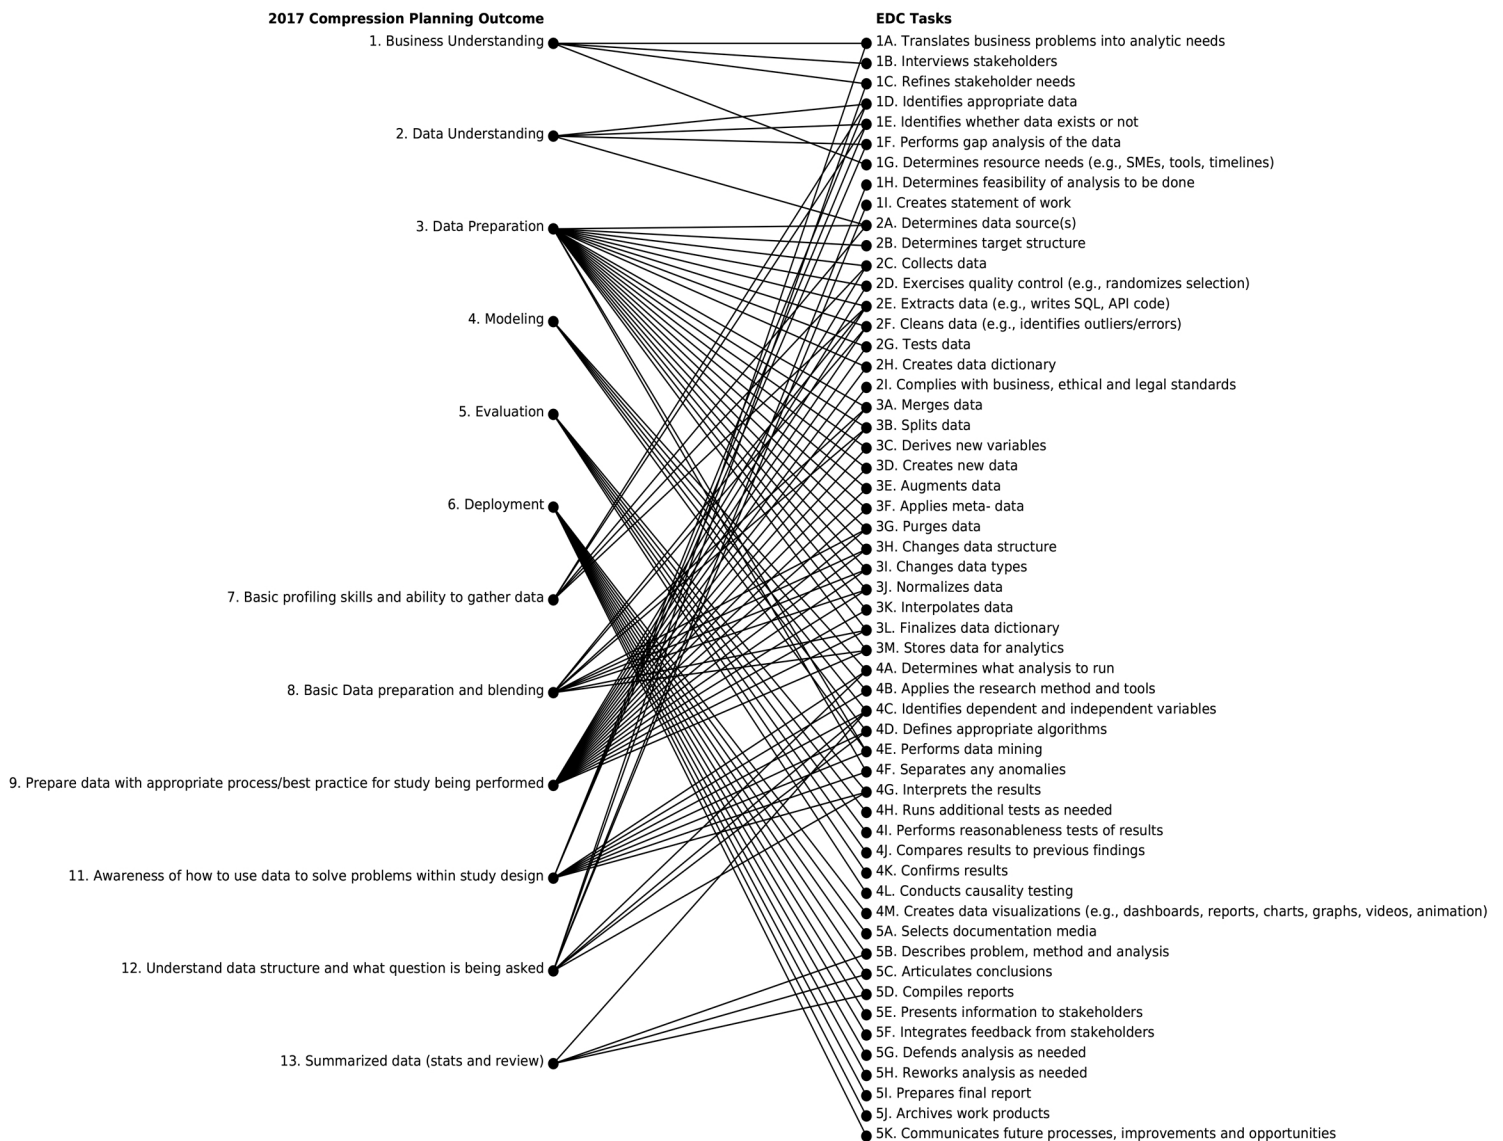 2017 Compression Planning Outcome
1. Business Understanding
2. Data Understanding
3. Data Preparation
4. Modeling
5. Evaluation
6. Deployment
7. Basic profiling skills and ability to gather data
8. Basic Data preparation and blending
9. Prepare data with appropriate process/best practice for study being performed
11. Awareness of how to use data to solve problems within study design
12. Understand data structure and what question is being asked
13. Summarized data (stats and review)
EDC Tasks
1A. Translates business problems into analytic needs
1B. Interviews stakeholders
1C. Refines stakeholder needs
1D. Identifies appropriate data
1E. Identifies whether data exists or not
1F. Performs gap analysis of the data
1G. Determines resource needs (e.g., SMEs, tools, timelines)
1H. Determines feasibility of analysis to be done
1I. Creates statement of work
2A. Determines data source(s)
2B. Determines target structure
2C. Collects data
2D. Exercises quality control (e.g., randomizes selection)
2E. Extracts data (e.g., writes SQL, API code)
2F. Cleans data (e.g., identifies outliers/errors)
2G. Tests data
2H. Creates data dictionary
2I. Complies with business, ethical and legal standards
3A. Merges data
3B. Splits data
3C. Derives new variables
3D. Creates new data
3E. Augments data
3F. Applies meta- data
3G. Purges data
3H. Changes data structure
3I. Changes data types
3J. Normalizes data
3K. Interpolates data
3L. Finalizes data dictionary
3M. Stores data for analytics
4A. Determines what analysis to run
4B. Applies the research method and tools
4C. Identifies dependent and independent variables
4D. Defines appropriate algorithms
4E. Performs data mining
4F. Separates any anomalies
4G. Interprets the results
4H. Runs additional tests as needed
4I. Performs reasonableness tests of results
4J. Compares results to previous findings
4K. Confirms results
4L. Conducts causality testing
4M. Creates data visualizations (e.g., dashboards, reports, charts, graphs, videos, animation)
5A. Selects documentation media
5B. Describes problem, method and analysis
5C. Articulates conclusions
5D. Compiles reports
5E. Presents information to stakeholders
5F. Integrates feedback from stakeholders
5G. Defends analysis as needed
5H. Reworks analysis as needed
5I. Prepares final report
5J. Archives work products
5K. Communicates future processes, improvements and opportunities